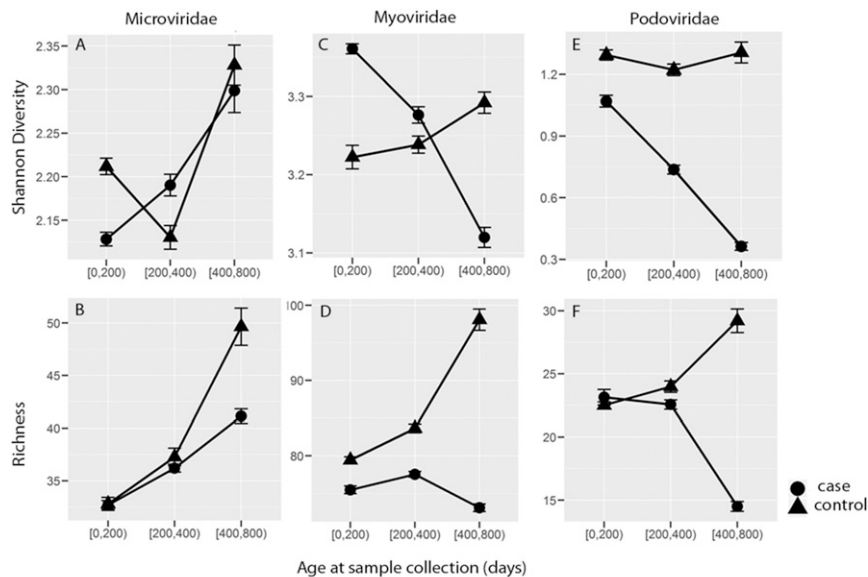 Microviridae Myoviridae Podoviridae
Shannon Diversity
A
2.35
2.30
2.25
2.20
2.15
[0,200) [200,400) [400,800)
C
3.3
3.2
3.1
[0,200) [200,400) [400,800)
E
1.2
0.9
0.6
0.3
[0,200) [200,400) [400,800)
Richness
B
50
45
40
35
[0,200) [200,400) [400,800)
D
100
90
80
[0,200) [200,400) [400,800)
F
30
25
20
15
[0,200) [200,400) [400,800)
case
control
Age at sample collection (days)